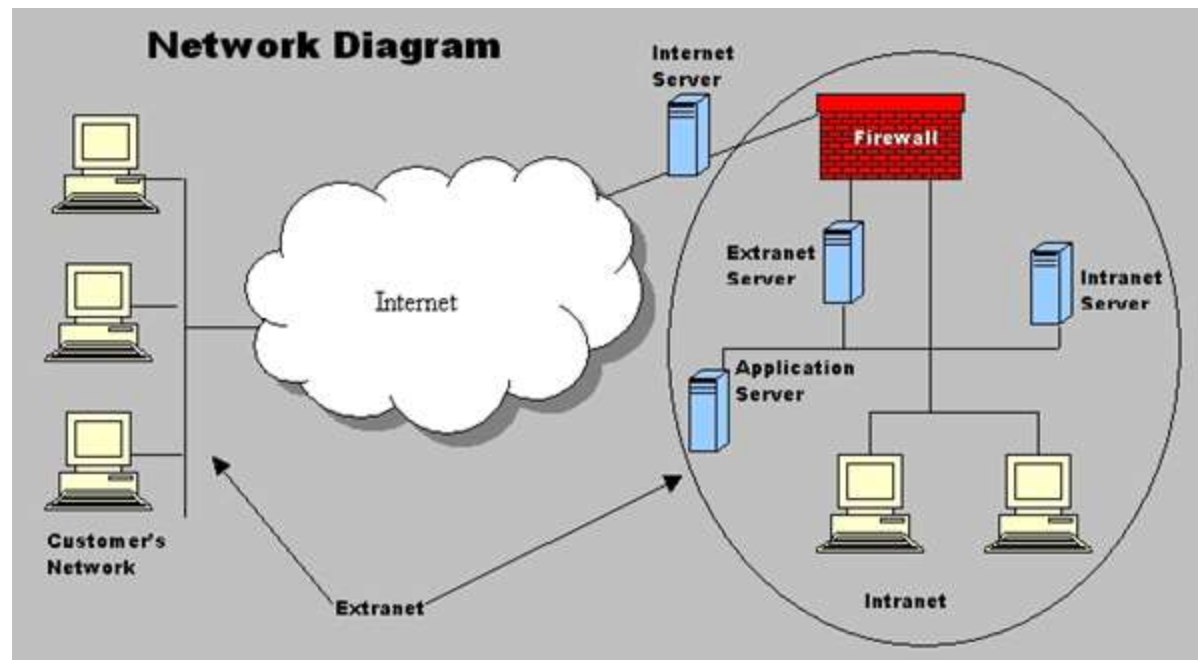 Network Diagram
Internet
Server
Firewall
Extranet
Server
Intranet
Server
Internet
Application
Server
Customer's
Network
Extranet
Intranet